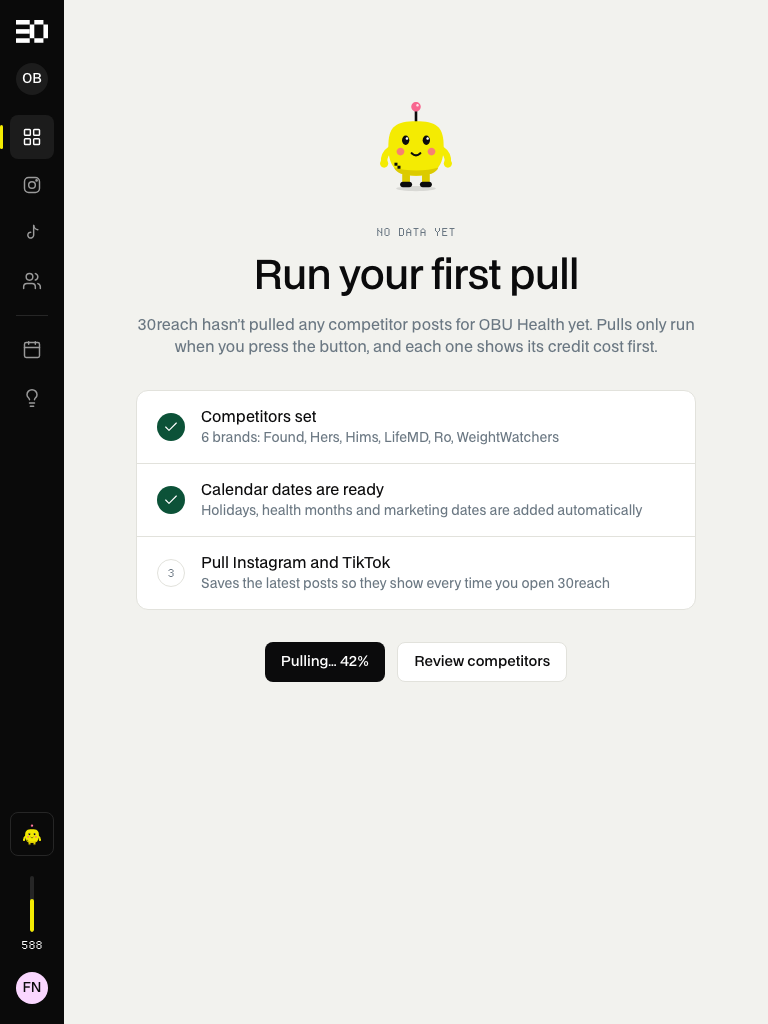 30
OB
NO DATA YET
Run your first pull
30reach hasn't pulled any competitor posts for OBU Health yet. Pulls only run
when you press the button, and each one shows its credit cost first.
Competitors set
6 brands: Found, Hers, Hims, LifeMD, Ro, WeightWatchers
Calendar dates are ready
Holidays, health months and marketing dates are added automatically
3
Pull Instagram and TikTok
Saves the latest posts so they show every time you open 30reach
Pulling... 42%
Review competitors
588
FN